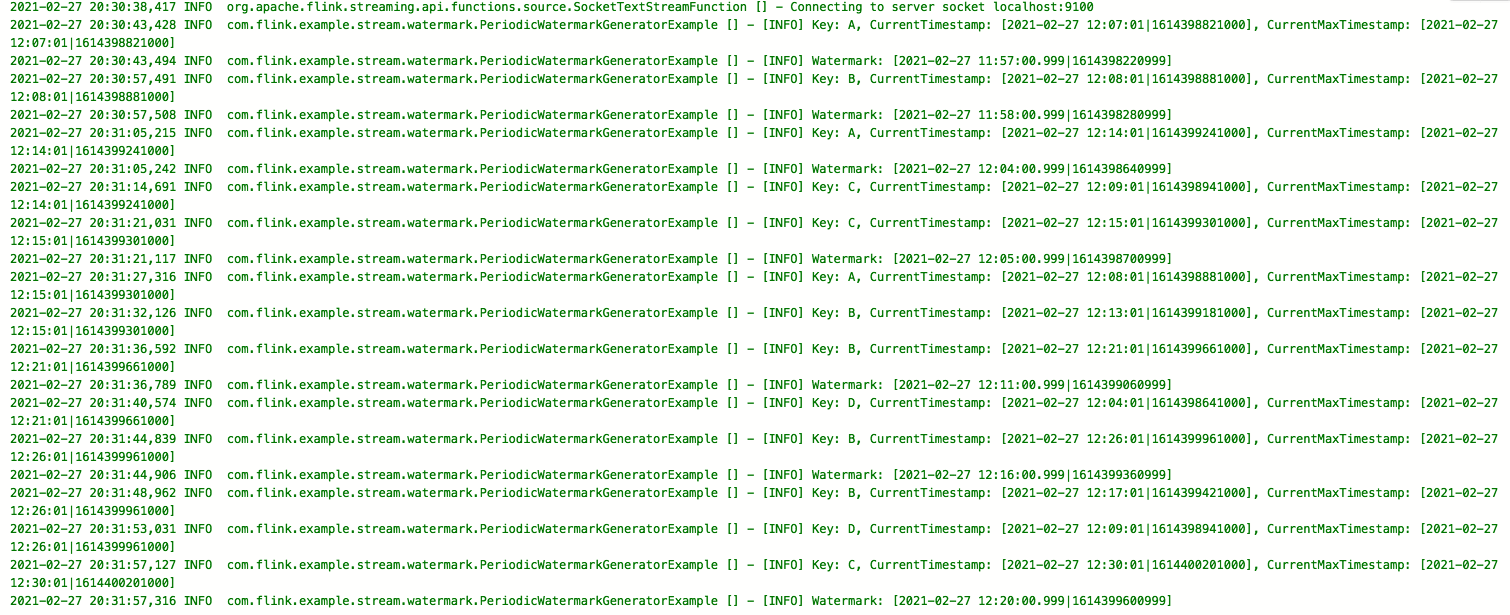 2021-02-27 20:30:38,417 INFO  org.apache.flink.streaming.api.functions.source.SocketTextStreamFunction [] - Connecting to server socket localhost:9100
2021-02-27 20:30:43,428 INFO  com.flink.example.stream.watermark.PeriodicWatermarkGeneratorExample [] - [INFO] Key: A, CurrentTimestamp: [2021-02-27 12:07:01|1614398821000], CurrentMaxTimestamp: [2021-02-27
12:07:01|1614398821000]
2021-02-27 20:30:43,494 INFO  com.flink.example.stream.watermark.PeriodicWatermarkGeneratorExample [] - [INFO] Watermark: [2021-02-27 11:57:00.999|1614398220999]
2021-02-27 20:30:57,491 INFO  com.flink.example.stream.watermark.PeriodicWatermarkGeneratorExample [] - [INFO] Key: B, CurrentTimestamp: [2021-02-27 12:08:01|1614398881000], CurrentMaxTimestamp: [2021-02-27
12:08:01|1614398881000]
2021-02-27 20:30:57,508 INFO  com.flink.example.stream.watermark.PeriodicWatermarkGeneratorExample [] - [INFO] Watermark: [2021-02-27 11:58:00.999|1614398280999]
2021-02-27 20:31:05,215 INFO  com.flink.example.stream.watermark.PeriodicWatermarkGeneratorExample [] - [INFO] Key: A, CurrentTimestamp: [2021-02-27 12:14:01|1614399241000], CurrentMaxTimestamp: [2021-02-27
12:14:01|1614399241000]
2021-02-27 20:31:05,242 INFO  com.flink.example.stream.watermark.PeriodicWatermarkGeneratorExample [] - [INFO] Watermark: [2021-02-27 12:04:00.999|1614398640999]
2021-02-27 20:31:14,691 INFO  com.flink.example.stream.watermark.PeriodicWatermarkGeneratorExample [] - [INFO] Key: C, CurrentTimestamp: [2021-02-27 12:09:01|1614398941000], CurrentMaxTimestamp: [2021-02-27
12:14:01|1614399241000]
2021-02-27 20:31:21,031 INFO  com.flink.example.stream.watermark.PeriodicWatermarkGeneratorExample [] - [INFO] Key: C, CurrentTimestamp: [2021-02-27 12:15:01|1614399301000], CurrentMaxTimestamp: [2021-02-27
12:15:01|1614399301000]
2021-02-27 20:31:21,117 INFO  com.flink.example.stream.watermark.PeriodicWatermarkGeneratorExample [] - [INFO] Watermark: [2021-02-27 12:05:00.999|1614398700999]
2021-02-27 20:31:27,316 INFO  com.flink.example.stream.watermark.PeriodicWatermarkGeneratorExample [] - [INFO] Key: A, CurrentTimestamp: [2021-02-27 12:08:01|1614398881000], CurrentMaxTimestamp: [2021-02-27
12:15:01|1614399301000]
2021-02-27 20:31:32,126 INFO  com.flink.example.stream.watermark.PeriodicWatermarkGeneratorExample [] - [INFO] Key: B, CurrentTimestamp: [2021-02-27 12:13:01|1614399181000], CurrentMaxTimestamp: [2021-02-27
12:15:01|1614399301000]
2021-02-27 20:31:36,592 INFO  com.flink.example.stream.watermark.PeriodicWatermarkGeneratorExample [] - [INFO] Key: B, CurrentTimestamp: [2021-02-27 12:21:01|1614399661000], CurrentMaxTimestamp: [2021-02-27
12:21:01|1614399661000]
2021-02-27 20:31:36,789 INFO  com.flink.example.stream.watermark.PeriodicWatermarkGeneratorExample [] - [INFO] Watermark: [2021-02-27 12:11:00.999|1614399060999]
2021-02-27 20:31:40,574 INFO  com.flink.example.stream.watermark.PeriodicWatermarkGeneratorExample [] - [INFO] Key: D, CurrentTimestamp: [2021-02-27 12:04:01|1614398641000], CurrentMaxTimestamp: [2021-02-27
12:21:01|1614399661000]
2021-02-27 20:31:44,839 INFO  com.flink.example.stream.watermark.PeriodicWatermarkGeneratorExample [] - [INFO] Key: B, CurrentTimestamp: [2021-02-27 12:26:01|1614399961000], CurrentMaxTimestamp: [2021-02-27
12:26:01|1614399961000]
2021-02-27 20:31:44,906 INFO  com.flink.example.stream.watermark.PeriodicWatermarkGeneratorExample [] - [INFO] Watermark: [2021-02-27 12:16:00.999|1614399360999]
2021-02-27 20:31:48,962 INFO  com.flink.example.stream.watermark.PeriodicWatermarkGeneratorExample [] - [INFO] Key: B, CurrentTimestamp: [2021-02-27 12:17:01|1614399421000], CurrentMaxTimestamp: [2021-02-27
12:26:01|1614399961000]
2021-02-27 20:31:53,031 INFO  com.flink.example.stream.watermark.PeriodicWatermarkGeneratorExample [] - [INFO] Key: D, CurrentTimestamp: [2021-02-27 12:09:01|1614398941000], CurrentMaxTimestamp: [2021-02-27
12:26:01|1614399961000]
2021-02-27 20:31:57,127 INFO  com.flink.example.stream.watermark.PeriodicWatermarkGeneratorExample [] - [INFO] Key: C, CurrentTimestamp: [2021-02-27 12:30:01|1614400201000], CurrentMaxTimestamp: [2021-02-27
12:30:01|1614400201000]
2021-02-27 20:31:57,316 INFO  com.flink.example.stream.watermark.PeriodicWatermarkGeneratorExample [] - [INFO] Watermark: [2021-02-27 12:20:00.999|1614399600999]